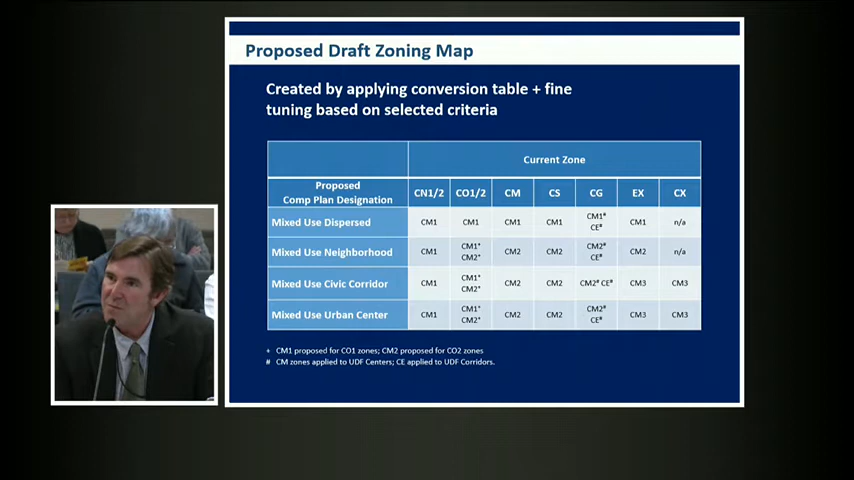 Proposed Draft Zoning Map
Created by applying conversion table + fine
tuning based on selected criteria
Current Zone
Proposed
Comp Plan Designation
CN1/2 CO1/2 CM CS CG EX CX
Mixed Use Dispersed CM1 CM1 CM1 CM1 CM1# CE# CM1 n/a
Mixed Use Neighborhood CM1 CM1+ CM2+ CM2 CM2 CM2# CE# CM2 n/a
Mixed Use Civic Corridor CM1 CM1+ CM2+ CM2 CM2 CM2# CE# CM3 CM3
Mixed Use Urban Center CM1 CM1+ CM2+ CM2 CM2 CM2# CE# CM3 CM3
+ CM1 proposed for CO1 zones; CM2 proposed for CO2 zones
# CM zones applied to UDF Centers; CE applied to UDF Corridors.